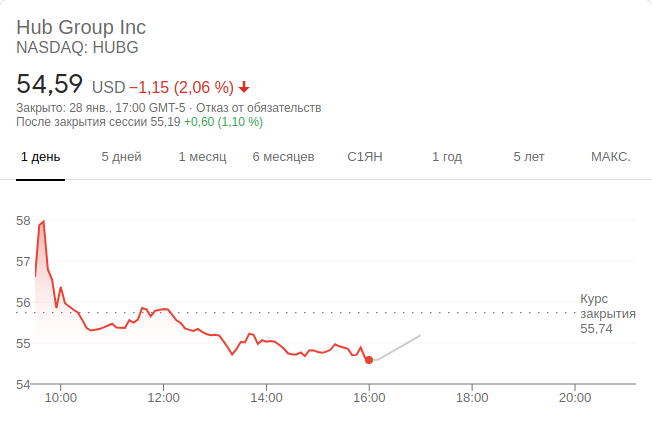 Hub Group Inc
NASDAQ: HUBG
54,59 USD −1,15 (2,06 %)
Закрыто: 28 янв., 17:00 GMT-5 · Отказ от обязательств
После закрытия сессии 55,19 +0,60 (1,10 %)
1 день 5 дней 1 месяц 6 месяцев С1ЯН 1 год 5 лет МАКС.
58
57
56
55
54
Курс
закрытия
55,74
10:00 12:00 14:00 16:00 18:00 20:00